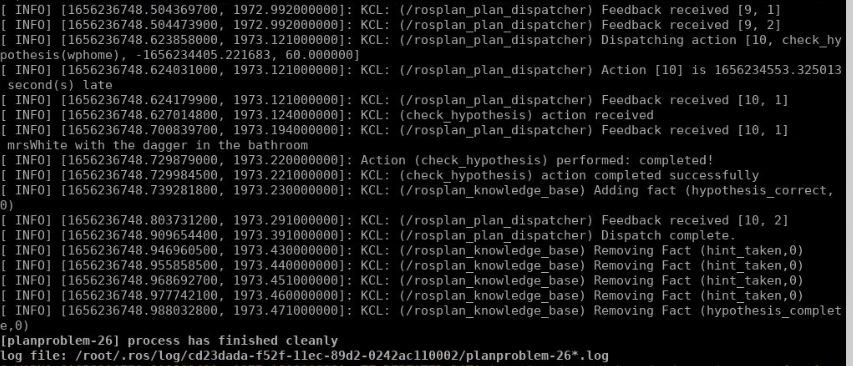 [ INFO] [1656236748.504369700, 1972.992000000]: KCL: (/rosplan_plan_dispatcher) Feedback received [9, 1]
[ INFO] [1656236748.504473900, 1972.992000000]: KCL: (/rosplan_plan_dispatcher) Feedback received [9, 2]
[ INFO] [1656236748.623858000, 1973.121000000]: KCL: (/rosplan_plan_dispatcher) Dispatching action [10, check_hy
pothesis(wphome), -1656234405.221683, 60.000000]
[ INFO] [1656236748.624031000, 1973.121000000]: KCL: (/rosplan_plan_dispatcher) Action [10] is 1656234553.325013
 second(s) late
[ INFO] [1656236748.624179900, 1973.121000000]: KCL: (/rosplan_plan_dispatcher) Feedback received [10, 1]
[ INFO] [1656236748.627014800, 1973.124000000]: KCL: (check_hypothesis) action received
[ INFO] [1656236748.700839700, 1973.194000000]: KCL: (/rosplan_plan_dispatcher) Feedback received [10, 1]
 mrsWhite with the dagger in the bathroom
[ INFO] [1656236748.729879000, 1973.220000000]: Action (check_hypothesis) performed: completed!
[ INFO] [1656236748.729984500, 1973.221000000]: KCL: (check_hypothesis) action completed successfully
[ INFO] [1656236748.739281800, 1973.230000000]: KCL: (/rosplan_knowledge_base) Adding fact (hypothesis_correct,
0)
[ INFO] [1656236748.803731200, 1973.291000000]: KCL: (/rosplan_plan_dispatcher) Feedback received [10, 2]
[ INFO] [1656236748.909654400, 1973.391000000]: KCL: (/rosplan_plan_dispatcher) Dispatch complete.
[ INFO] [1656236748.946960500, 1973.430000000]: KCL: (/rosplan_knowledge_base) Removing Fact (hint_taken,0)
[ INFO] [1656236748.955858500, 1973.440000000]: KCL: (/rosplan_knowledge_base) Removing Fact (hint_taken,0)
[ INFO] [1656236748.968692700, 1973.451000000]: KCL: (/rosplan_knowledge_base) Removing Fact (hint_taken,0)
[ INFO] [1656236748.977742100, 1973.460000000]: KCL: (/rosplan_knowledge_base) Removing Fact (hint_taken,0)
[ INFO] [1656236748.988032800, 1973.471000000]: KCL: (/rosplan_knowledge_base) Removing Fact (hypothesis_complet
e,0)
[planproblem-26] process has finished cleanly
log file: /root/.ros/log/cd23dada-f52f-11ec-89d2-0242ac110002/planproblem-26*.log